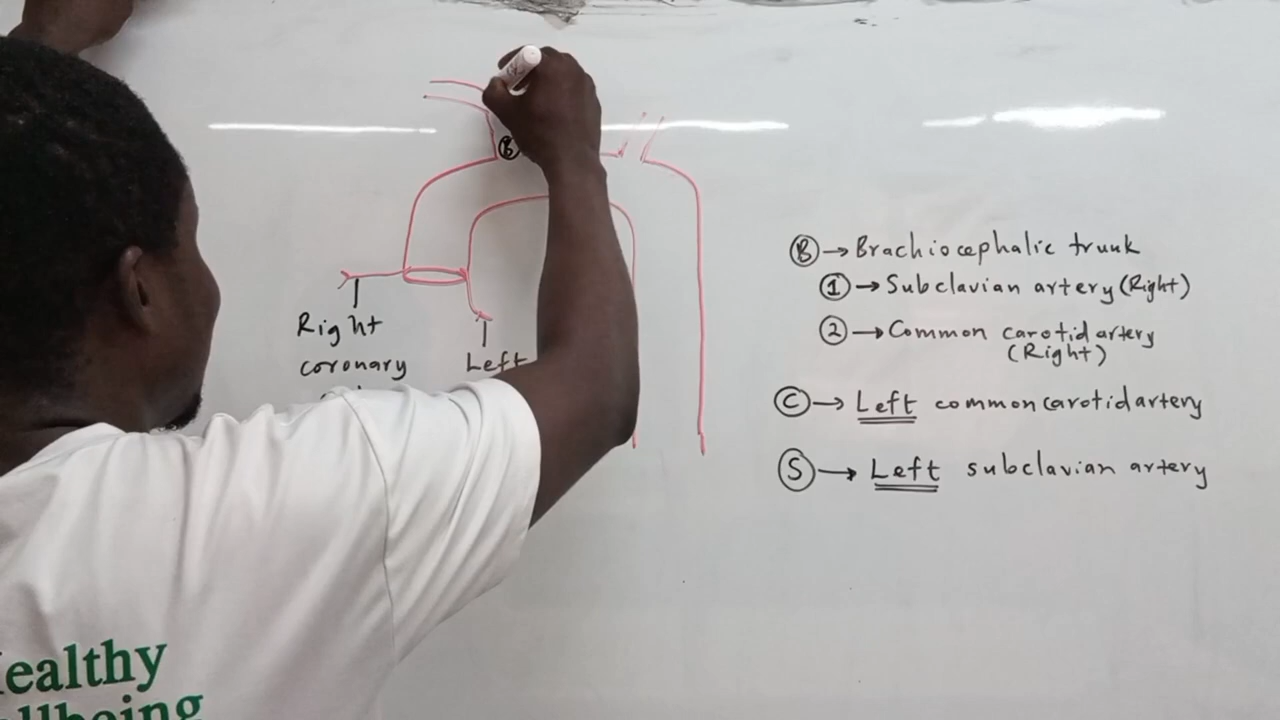 B
Right
coronary
Left
B → Brachiocephalic trunk
1 → Subclavian artery (Right)
2 → Common carotid artery
(Right)
C → Left common carotid artery
S → Left subclavian artery
ealthy
llbeing